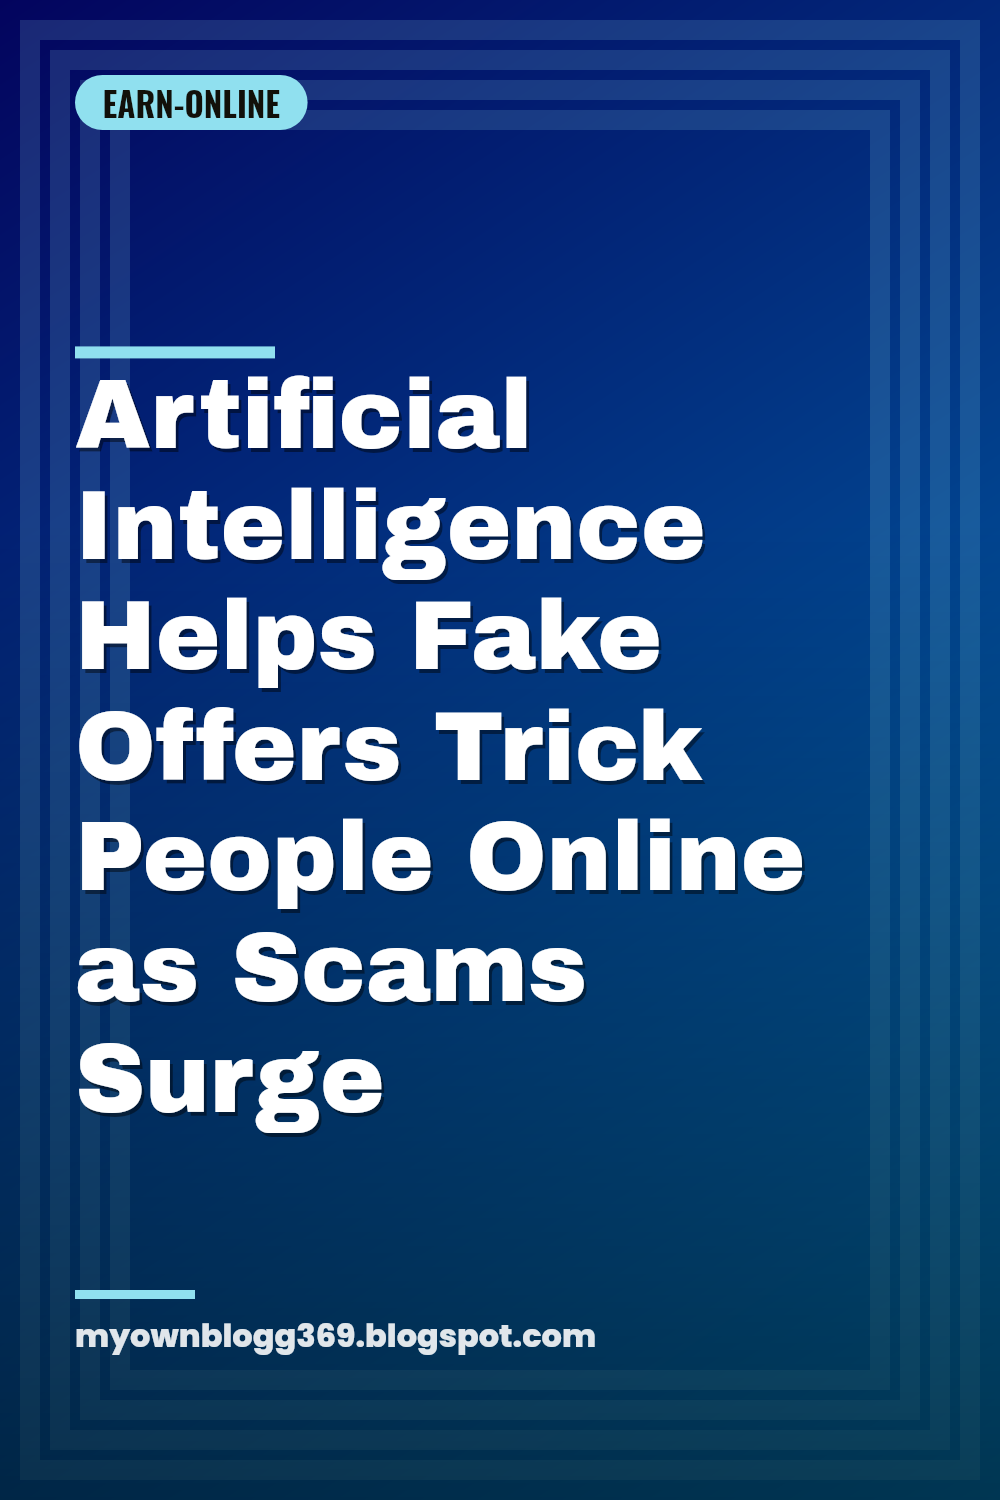 EARN-ONLINE
Artificial
Intelligence
Helps Fake
Offers Trick
People Online
as Scams
Surge
myownblogg369.blogspot.com